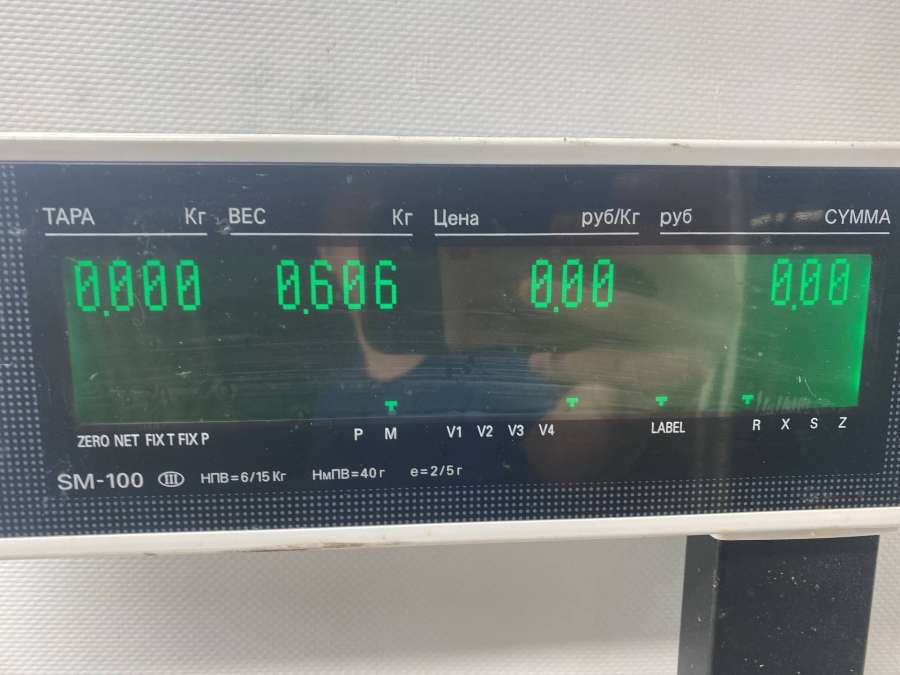 ТАРА Кг ВЕС Кг Цена руб/Кг руб СУММА
0.000 0.606 0.00 0.00
ZERO NET FIX T FIX P P M V1 V2 V3 V4 LABEL R X S Z
SM-100 III НПВ=6/15 Кг НмПВ=40 г e=2/5 г